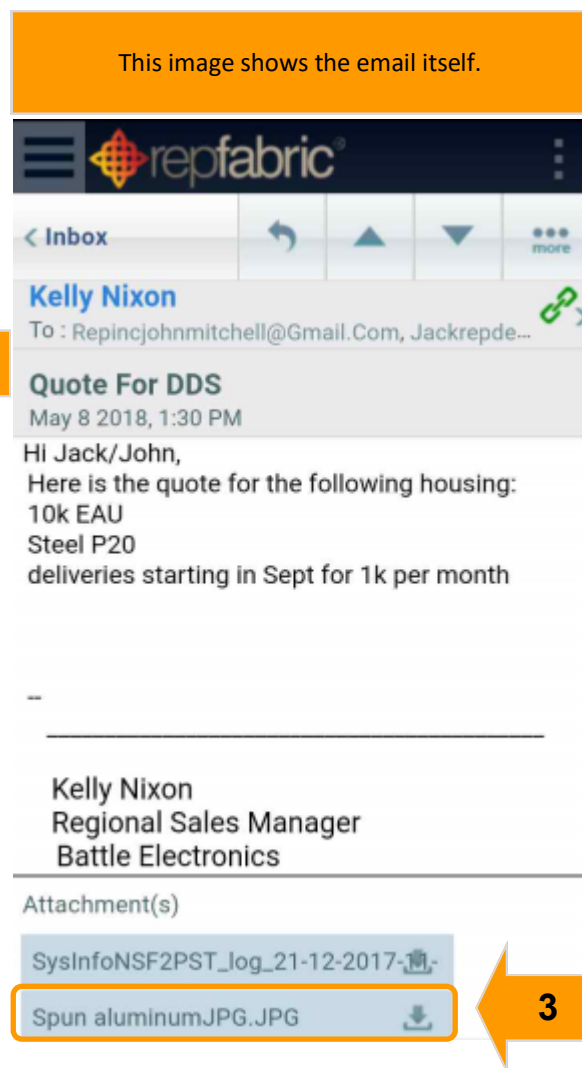 This image shows the email itself.
repfabric®
< Inbox
more
Kelly Nixon
To : Repincjohnmitchell@Gmail.Com, Jackrepde...
Quote For DDS
May 8 2018, 1:30 PM
Hi Jack/John,
Here is the quote for the following housing:
10k EAU
Steel P20
deliveries starting in Sept for 1k per month
--
Kelly Nixon
Regional Sales Manager
Battle Electronics
Attachment(s)
SysInfoNSF2PST_log_21-12-2017-
Spun aluminumJPG.JPG
3